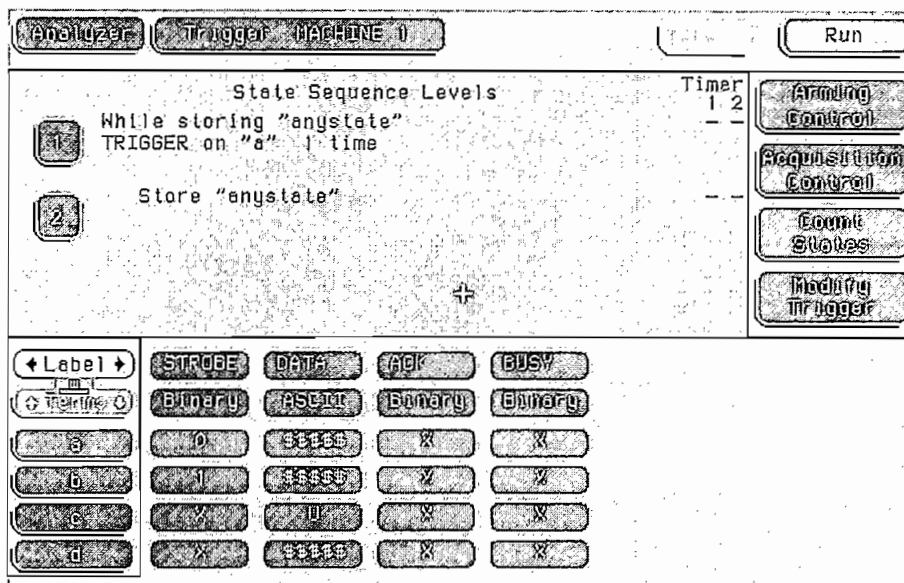 Analyzer Trigger MACHINE 1 Run
State Sequence Levels
Timer
1 2
1 While storing "anystate"
TRIGGER on "a" 1 time
2 Store "anystate"
Arming
Control
Acquisition
Control
Count
States
Modify
Trigger
Label STROBE DATA ACK BUSY
Terms Binary ASCII Binary Binary
a 0 $$$$$ X X
b 1 $$$$$ X X
c X U X X
d X $$$$$ X X